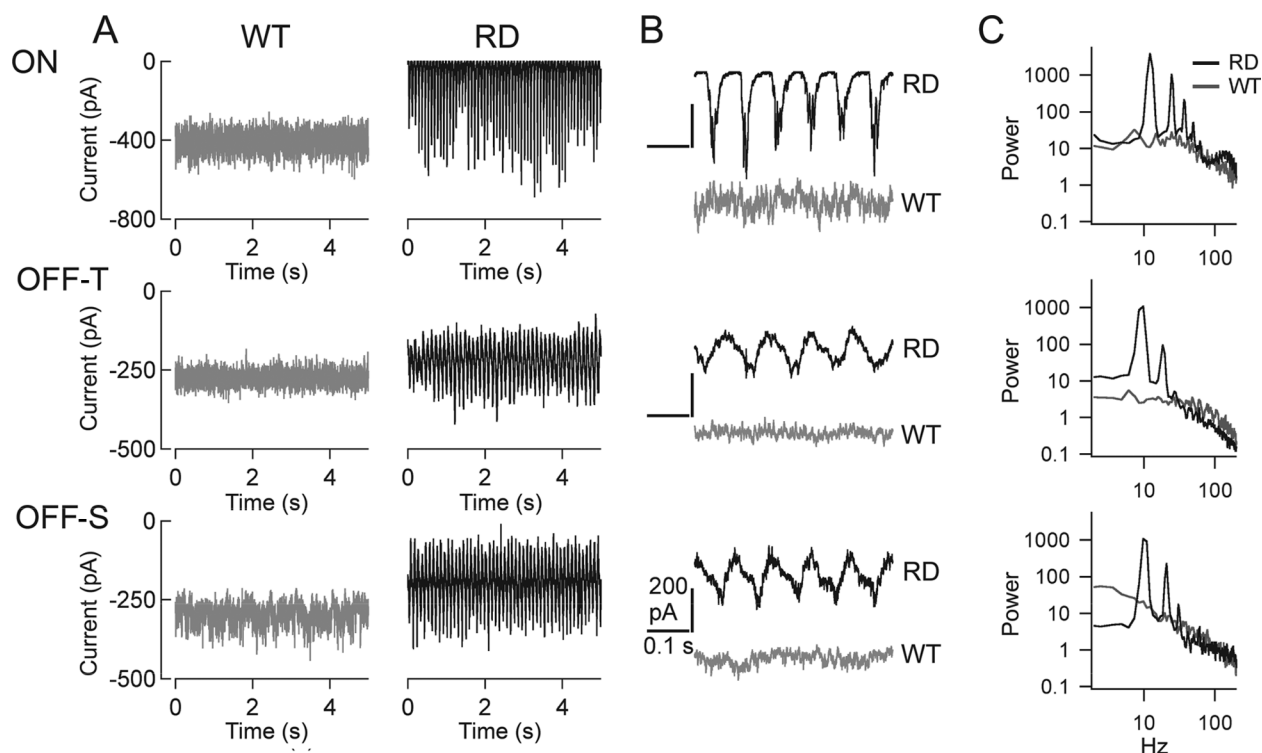 A
B
C
WT
RD
ON
0
-400
-800
Current (pA)
0 2 4
Time (s)
0 2 4
Time (s)
RD
WT
RD
WT
1000
100
10
1
0.1
Power
10 100
OFF-T
0
-250
-500
Current (pA)
0 2 4
Time (s)
0 2 4
Time (s)
RD
WT
1000
100
10
1
0.1
Power
10 100
OFF-S
0
-250
-500
Current (pA)
0 2 4
Time (s)
0 2 4
Time (s)
200
pA
0.1 s
RD
WT
1000
100
10
1
0.1
Power
10 100
Hz